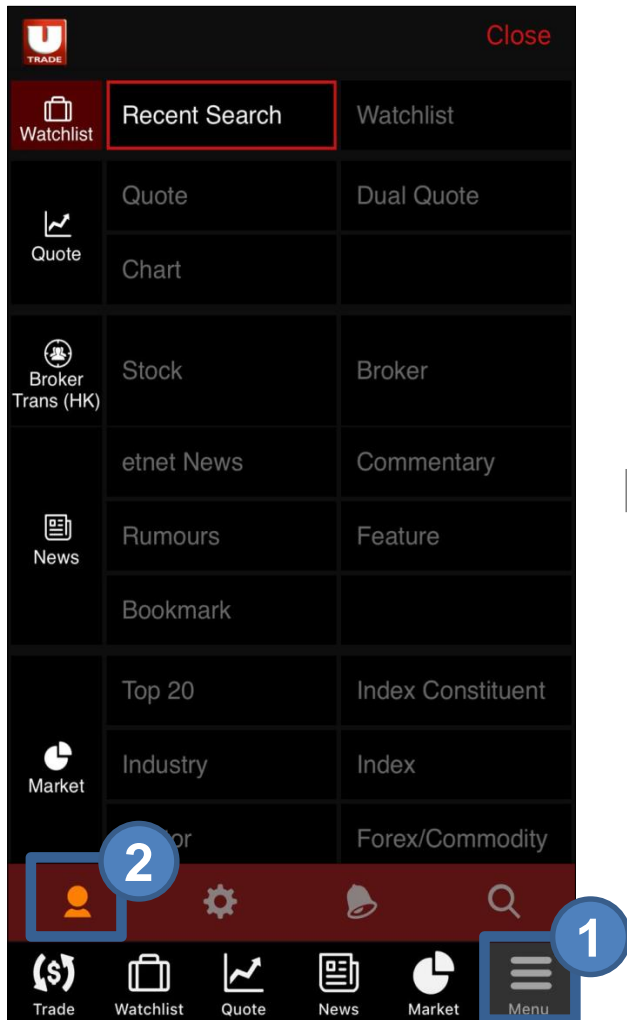 U
TRADE
Close
Watchlist
Recent Search
Watchlist
Quote
Quote
Dual Quote
Chart
Broker
Trans (HK)
Stock
Broker
News
etnet News
Commentary
Rumours
Feature
Bookmark
Market
Top 20
Index Constituent
Industry
Index
Forex/Commodity
2
1
Trade
Watchlist
Quote
News
Market
Menu